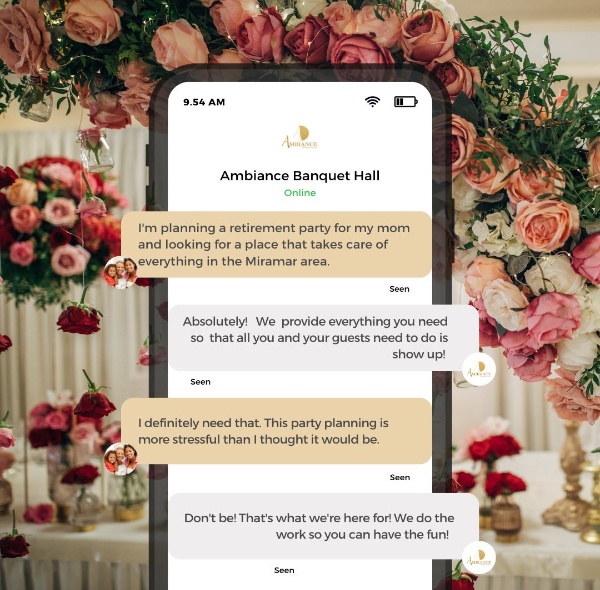 9.54 AM
AMBIANCE
Ambiance Banquet Hall
Online
I'm planning a retirement party for my mom
and looking for a place that takes care of
everything in the Miramar area.
Seen
Absolutely! We provide everything you need
so that all you and your guests need to do is
show up!
Seen
I definitely need that. This party planning is
more stressful than I thought it would be.
Seen
Don't be! That's what we're here for! We do the
work so you can have the fun!
Seen